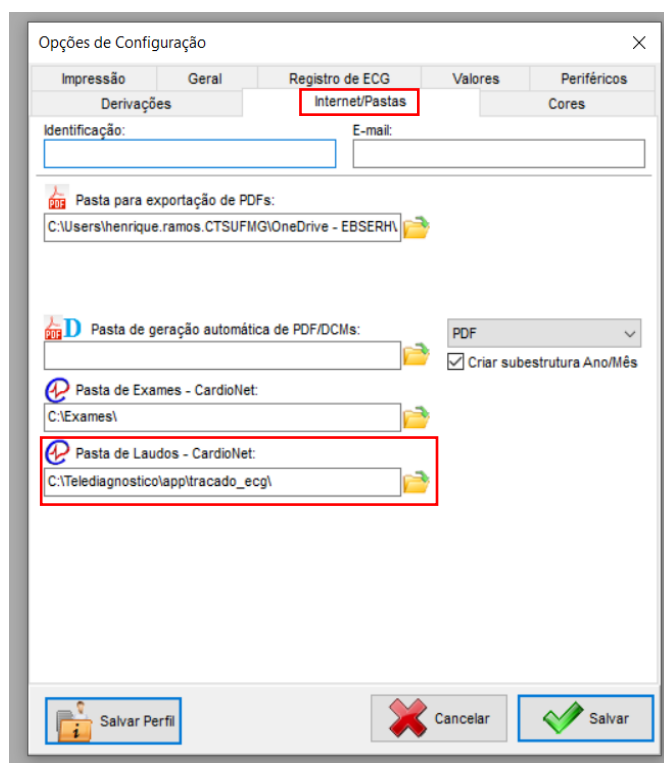 Opções de Configuração
Impressão Geral Registro de ECG Valores Periféricos
Derivações Internet/Pastas Cores
Identificação: E-mail:
PDF Pasta para exportação de PDFs:
C:\Users\henrique.ramos.CTSUFMG\OneDrive - EBSERH\
PDF D Pasta de geração automática de PDF/DCMs: PDF
Criar subestrutura Ano/Mês
Pasta de Exames - CardioNet:
C:\Exames\
Pasta de Laudos - CardioNet:
C:\Telediagnostico\app\tracado_ecg\
Salvar Perfil Cancelar Salvar